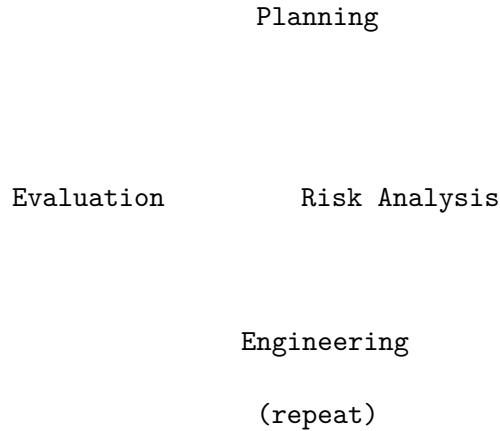 Planning
Evaluation Risk Analysis
Engineering
(repeat)